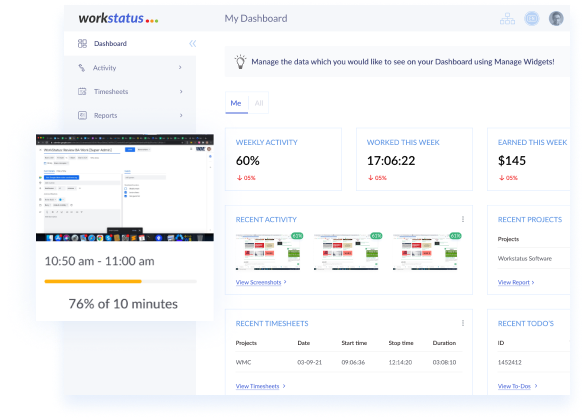 workstatus
My Dashboard
Dashboard
Activity
Timesheets
Reports
Manage the data which you would like to see on your Dashboard using Manage Widgets!
Me All
WEEKLY ACTIVITY
60%
↓ 05%
WORKED THIS WEEK
17:06:22
↓ 05%
EARNED THIS WEEK
$145
↓ 05%
10:50 am - 11:00 am
76% of 10 minutes
RECENT ACTIVITY
61% 61% 61%
View Screenshots >
RECENT PROJECTS
Projects
Workstatus Software
View Report >
RECENT TIMESHEETS
Projects Date Start time Stop time Duration
WMC 03-09-21 09:06:36 12:14:20 03:08:10
View Timesheets >
RECENT TODO'S
ID
1452412
View To-Dos >